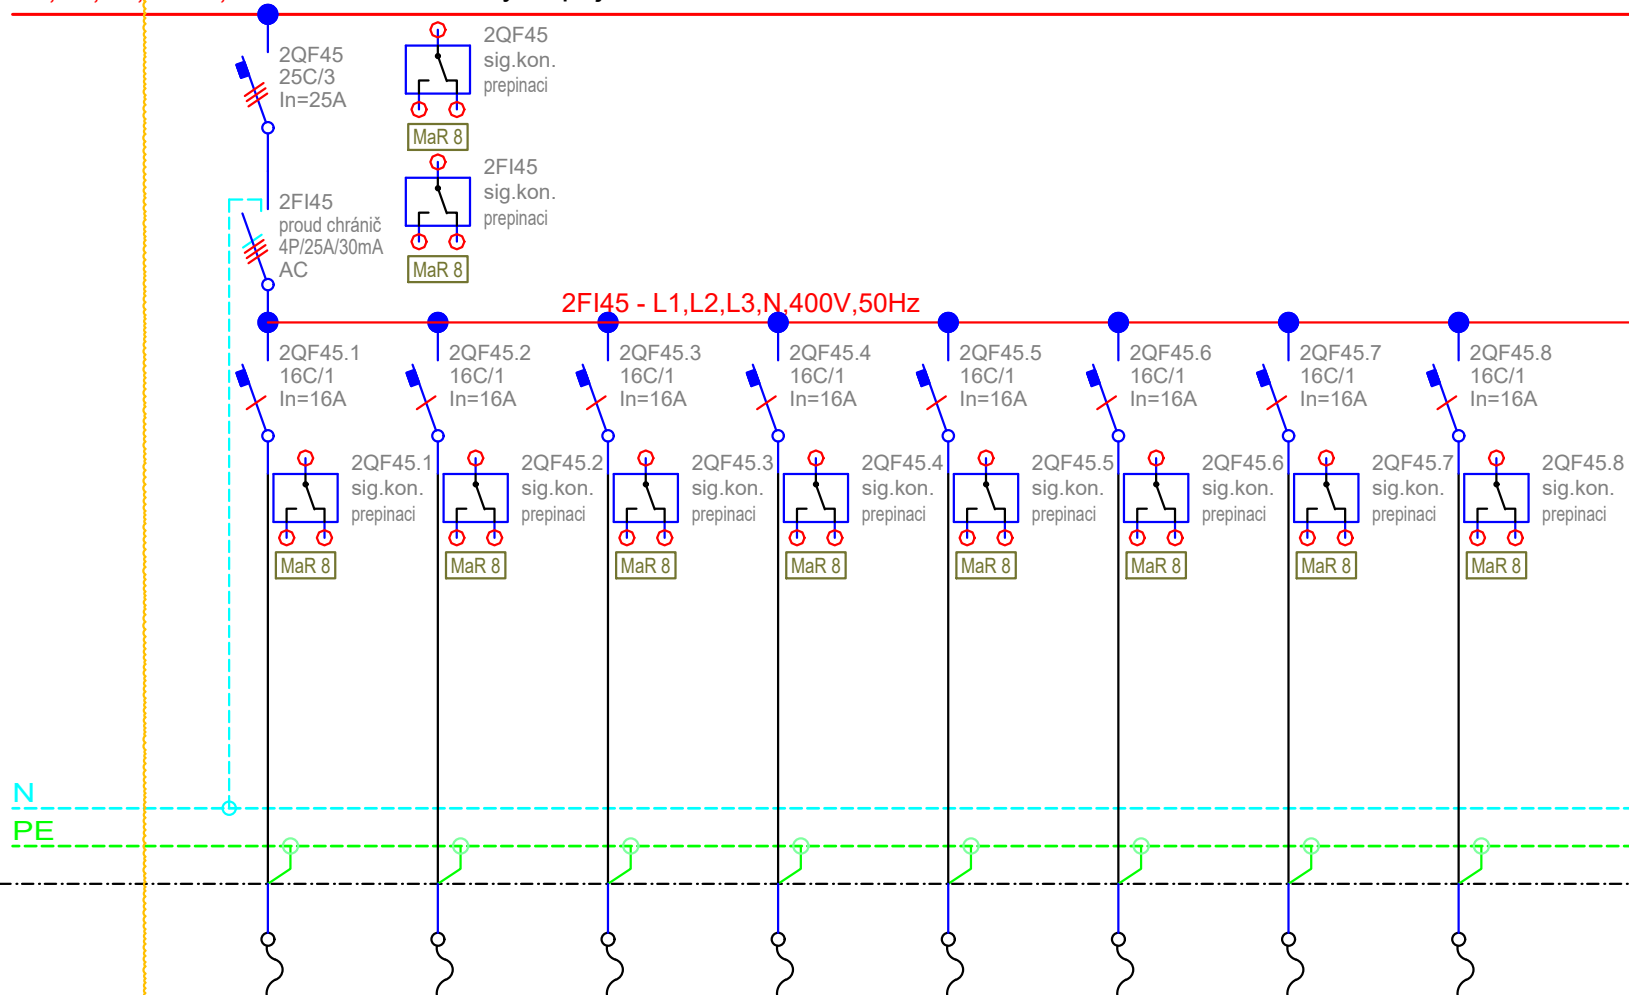 2QF45
25C/3
In=25A
2QF45
sig.kon.
prepinaci
MaR 8
2FI45
proud chránič
4P/25A/30mA
AC
2FI45
sig.kon.
prepinaci
MaR 8
2FI45 - L1,L2,L3,N,400V,50Hz
2QF45.1
16C/1
In=16A
2QF45.2
16C/1
In=16A
2QF45.3
16C/1
In=16A
2QF45.4
16C/1
In=16A
2QF45.5
16C/1
In=16A
2QF45.6
16C/1
In=16A
2QF45.7
16C/1
In=16A
2QF45.8
16C/1
In=16A
2QF45.1
sig.kon.
prepinaci
MaR 8
2QF45.2
sig.kon.
prepinaci
MaR 8
2QF45.3
sig.kon.
prepinaci
MaR 8
2QF45.4
sig.kon.
prepinaci
MaR 8
2QF45.5
sig.kon.
prepinaci
MaR 8
2QF45.6
sig.kon.
prepinaci
MaR 8
2QF45.7
sig.kon.
prepinaci
MaR 8
2QF45.8
sig.kon.
prepinaci
MaR 8
N
PE